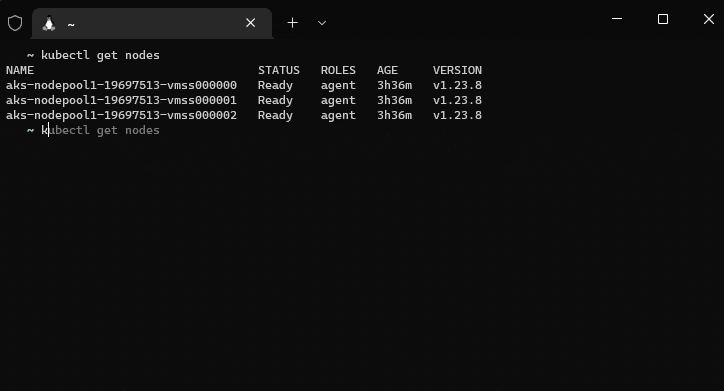 ~
~ kubectl get nodes
NAME                                STATUS   ROLES   AGE     VERSION
aks-nodepool1-19697513-vmss000000   Ready    agent   3h36m   v1.23.8
aks-nodepool1-19697513-vmss000001   Ready    agent   3h36m   v1.23.8
aks-nodepool1-19697513-vmss000002   Ready    agent   3h36m   v1.23.8
~ kubectl get nodes